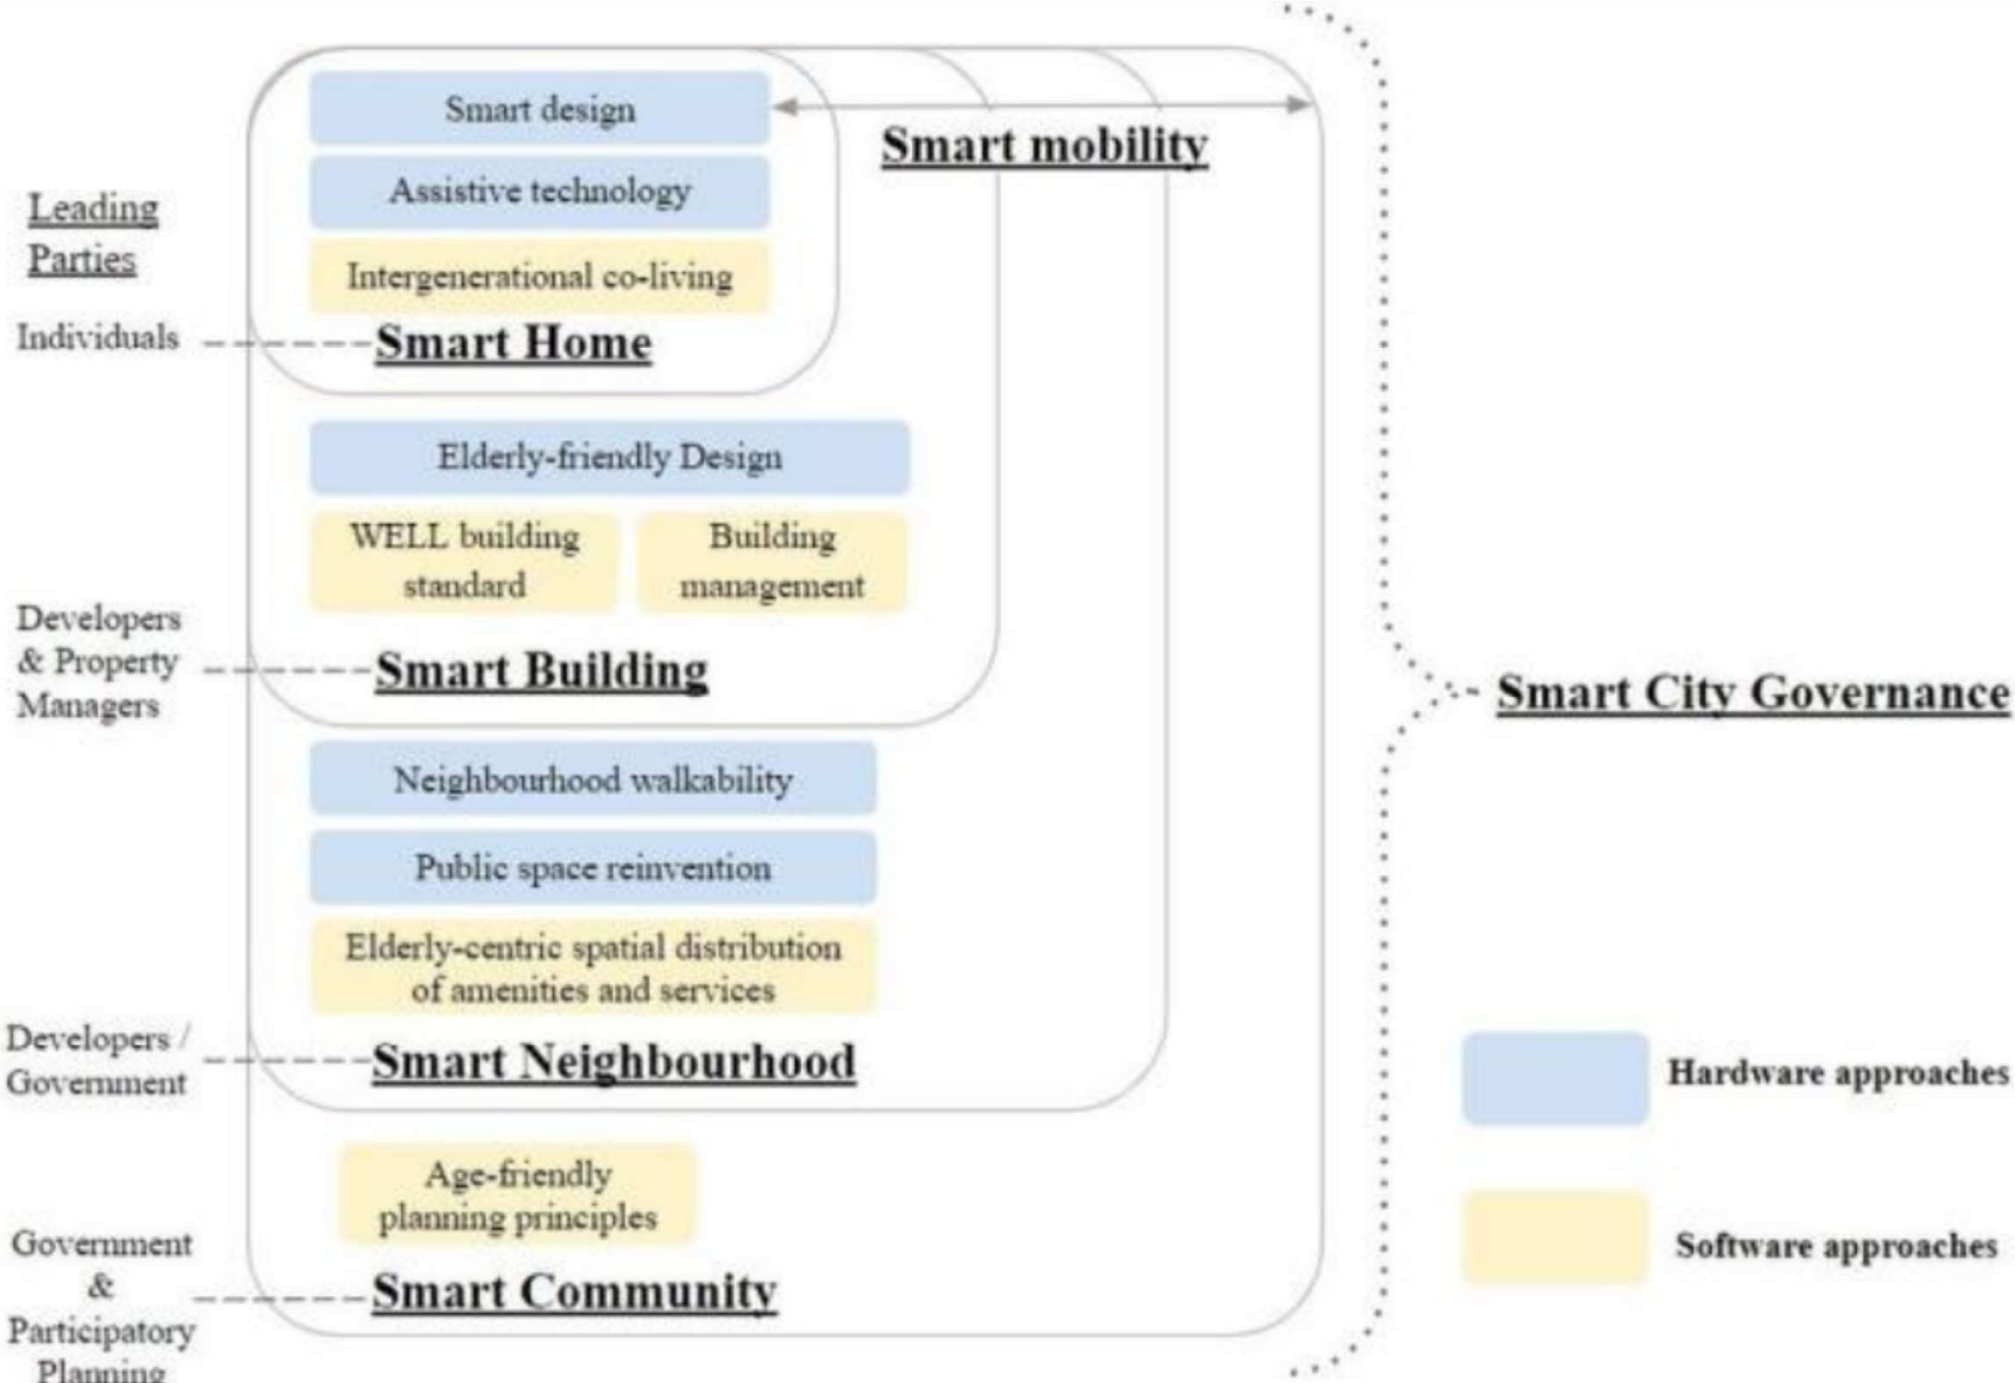 Smart design
Smart mobility
Assistive technology
Leading
Parties
Intergenerational co-living
Individuals
Smart Home
Elderly-friendly Design
WELL building
standard
Building
management
Developers
& Property
Managers
Smart Building
Smart City Governance
Neighbourhood walkability
Public space reinvention
Elderly-centric spatial distribution
of amenities and services
Developers /
Government
Smart Neighbourhood
Hardware approaches
Age-friendly
planning principles
Software approaches
Government
&
Participatory
Planning
Smart Community